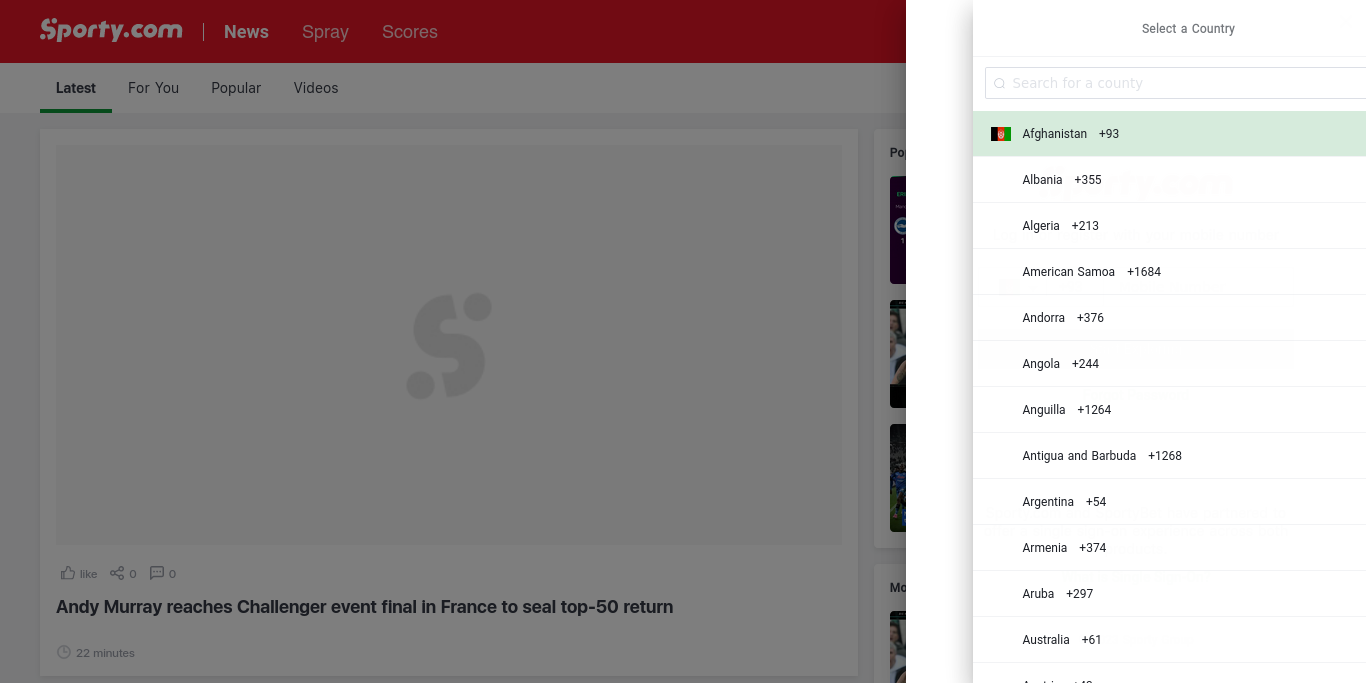 Sporty.com
News
Spray
Scores
Latest
For You
Popular
Videos
like
0
0
Andy Murray reaches Challenger event final in France to seal top-50 return
22 minutes
Select a Country
Search for a county
Afghanistan +93
Albania +355
Algeria +213
American Samoa +1684
Andorra +376
Angola +244
Anguilla +1264
Antigua and Barbuda +1268
Argentina +54
Armenia +374
Aruba +297
Australia +61